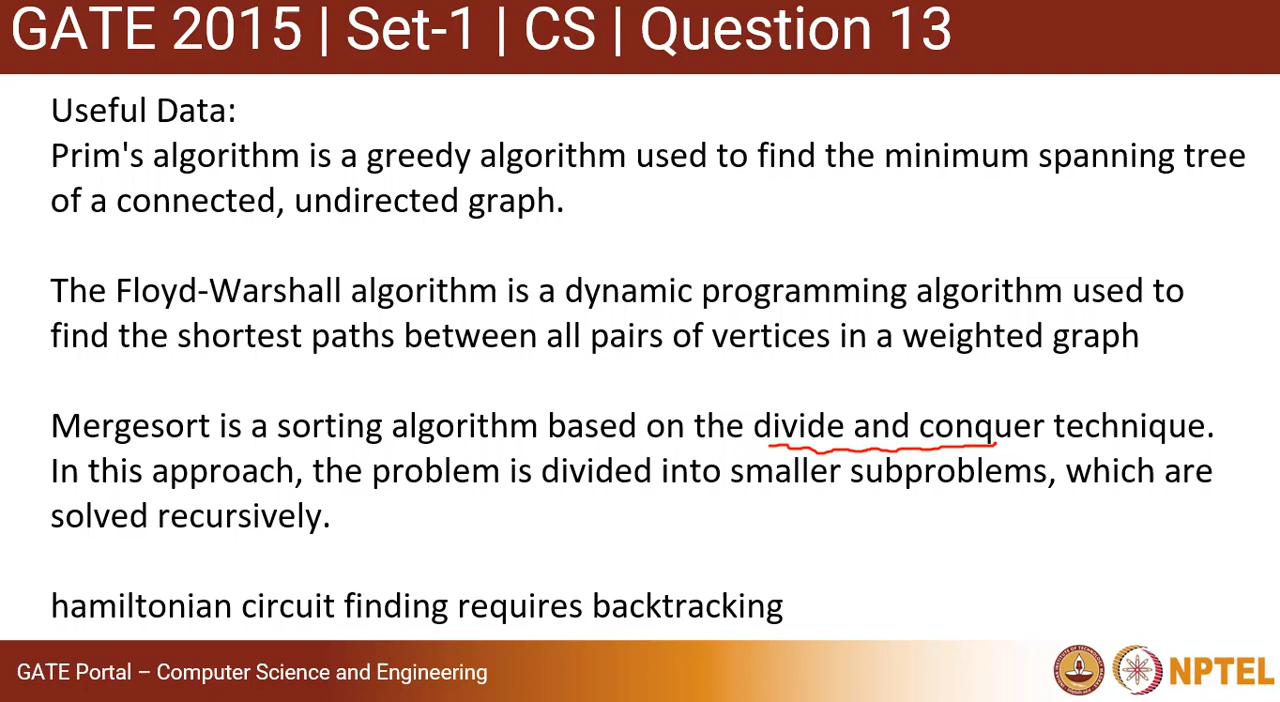 GATE 2015 | Set-1 | CS | Question 13
Useful Data:
Prim's algorithm is a greedy algorithm used to find the minimum spanning tree
of a connected, undirected graph.
The Floyd-Warshall algorithm is a dynamic programming algorithm used to
find the shortest paths between all pairs of vertices in a weighted graph
Mergesort is a sorting algorithm based on the divide and conquer technique.
In this approach, the problem is divided into smaller subproblems, which are
solved recursively.
hamiltonian circuit finding requires backtracking
GATE Portal – Computer Science and Engineering
NPTEL